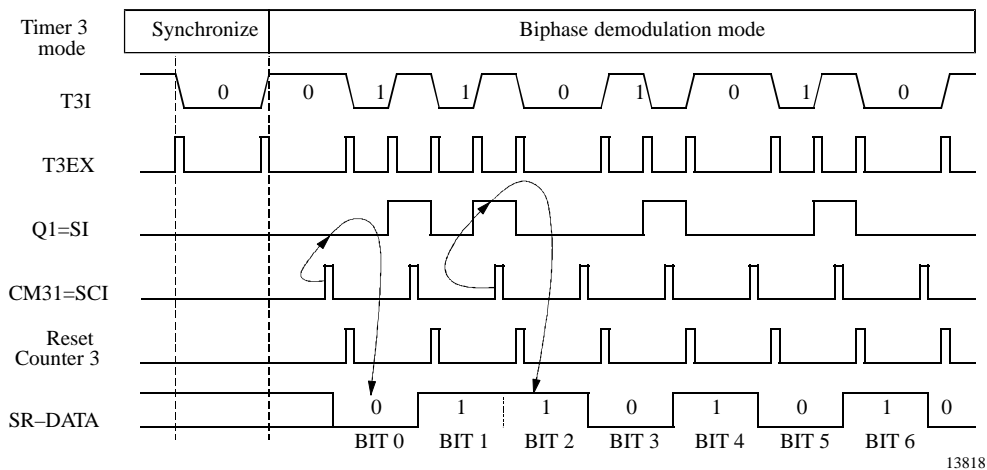 Timer 3
mode
Synchronize
Biphase demodulation mode
T3I
0 0 1 1 0 1 0 1 0
T3EX
Q1=SI
CM31=SCI
Reset
Counter 3
SR–DATA
0 1 1 0 1 0 1 0
BIT 0 BIT 1 BIT 2 BIT 3 BIT 4 BIT 5 BIT 6
13818